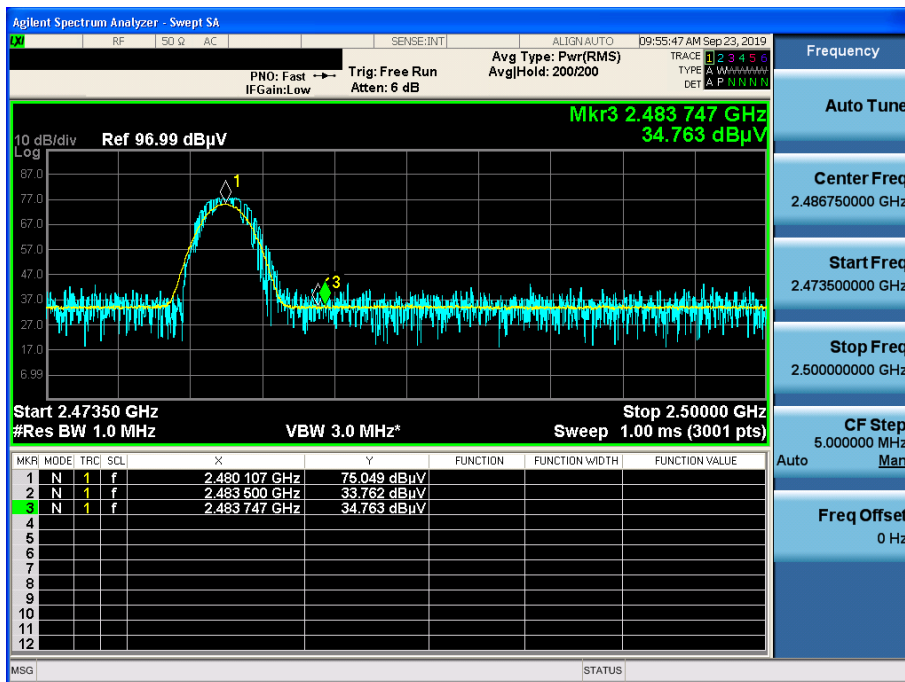 Agilent Spectrum Analyzer - Swept SA
LXI RF 50 Ω AC SENSE:INT ALIGN AUTO 09:55:47 AM Sep 23, 2019
PNO: Fast Trig: Free Run Avg Type: Pwr(RMS) TRACE 1 2 3 4 5 6
IFGain:Low Atten: 6 dB Avg|Hold: 200/200 TYPE A W
DET A P N N N N
Mkr3 2.483 747 GHz
34.763 dBµV
10 dB/div Ref 96.99 dBµV
Log
87.0
77.0
67.0
57.0
47.0
37.0
27.0
17.0
6.99
1
3
Start 2.47350 GHz Stop 2.50000 GHz
#Res BW 1.0 MHz VBW 3.0 MHz* Sweep 1.00 ms (3001 pts)
MKR MODE TRC SCL X Y FUNCTION FUNCTION WIDTH FUNCTION VALUE
1 N 1 f 2.480 107 GHz 75.049 dBµV
2 N 1 f 2.483 500 GHz 33.762 dBµV
3 N 1 f 2.483 747 GHz 34.763 dBµV
4
5
6
7
8
9
10
11
12
MSG STATUS
Frequency
Auto Tune
Center Freq
2.486750000 GHz
Start Freq
2.473500000 GHz
Stop Freq
2.500000000 GHz
CF Step
5.000000 MHz
Auto Man
Freq Offset
0 Hz